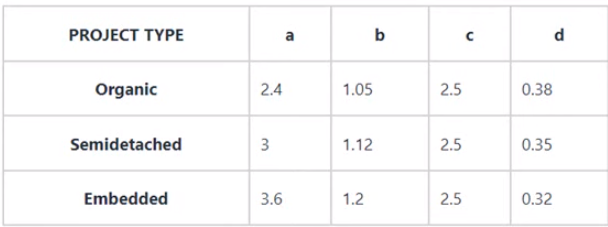 PROJECT TYPE a b c d
Organic 2.4 1.05 2.5 0.38
Semidetached 3 1.12 2.5 0.35
Embedded 3.6 1.2 2.5 0.32